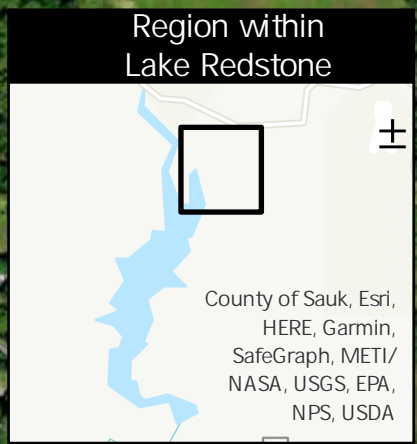 Region within
Lake Redstone
County of Sauk, Esri,
HERE, Garmin,
SafeGraph, METI/
NASA, USGS, EPA,
NPS, USDA